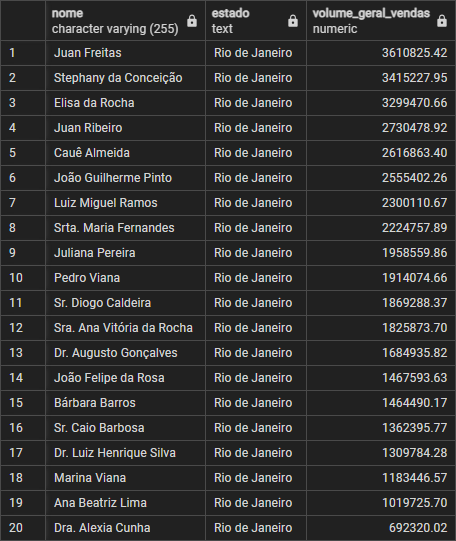 nome estado volume_geral_vendas
character varying (255) text numeric
1 Juan Freitas Rio de Janeiro 3610825.42
2 Stephany da Conceição Rio de Janeiro 3415227.95
3 Elisa da Rocha Rio de Janeiro 3299470.66
4 Juan Ribeiro Rio de Janeiro 2730478.92
5 Cauê Almeida Rio de Janeiro 2616863.40
6 João Guilherme Pinto Rio de Janeiro 2555402.26
7 Luiz Miguel Ramos Rio de Janeiro 2300110.67
8 Srta. Maria Fernandes Rio de Janeiro 2224757.89
9 Juliana Pereira Rio de Janeiro 1958559.86
10 Pedro Viana Rio de Janeiro 1914074.66
11 Sr. Diogo Caldeira Rio de Janeiro 1869288.37
12 Sra. Ana Vitória da Rocha Rio de Janeiro 1825873.70
13 Dr. Augusto Gonçalves Rio de Janeiro 1684935.82
14 João Felipe da Rosa Rio de Janeiro 1467593.63
15 Bárbara Barros Rio de Janeiro 1464490.17
16 Sr. Caio Barbosa Rio de Janeiro 1362395.77
17 Dr. Luiz Henrique Silva Rio de Janeiro 1309784.28
18 Marina Viana Rio de Janeiro 1183446.57
19 Ana Beatriz Lima Rio de Janeiro 1019725.70
20 Dra. Alexia Cunha Rio de Janeiro 692320.02